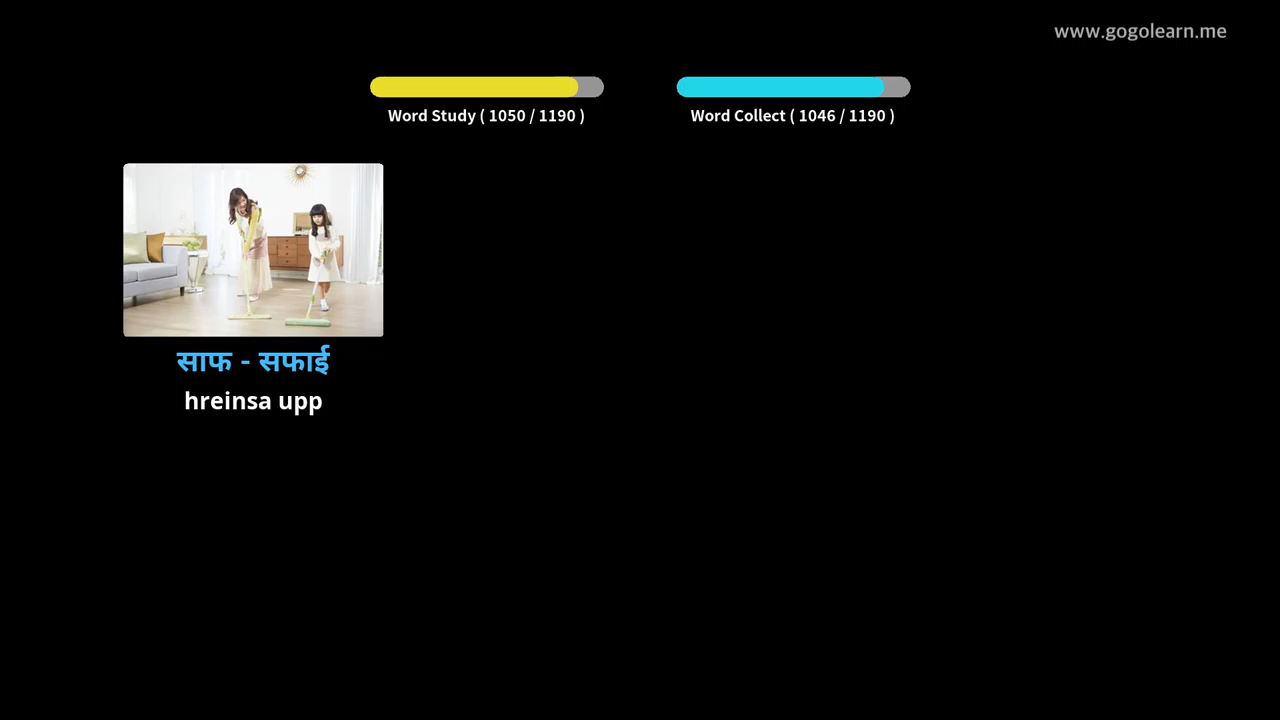 www.gogolearn.me
Word Study ( 1050 / 1190 )
Word Collect ( 1046 / 1190 )
साफ - सफाई
hreinsa upp